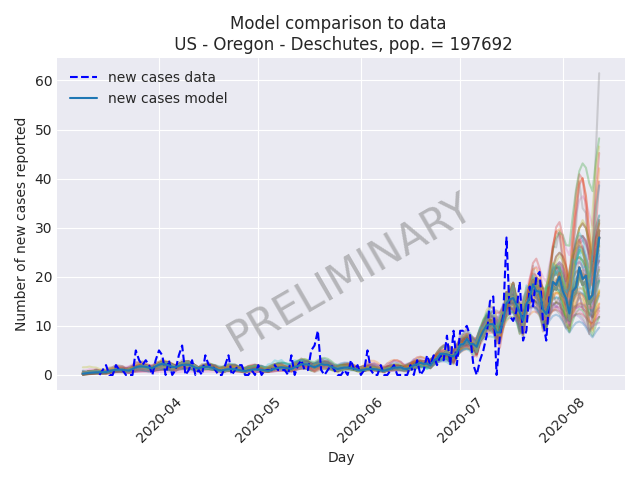 Model comparison to data
US - Oregon - Deschutes, pop. = 197692
new cases data
new cases model
Number of new cases reported
60
50
40
30
20
10
0
PRELIMINARY
2020-04
2020-05
2020-06
2020-07
2020-08
Day